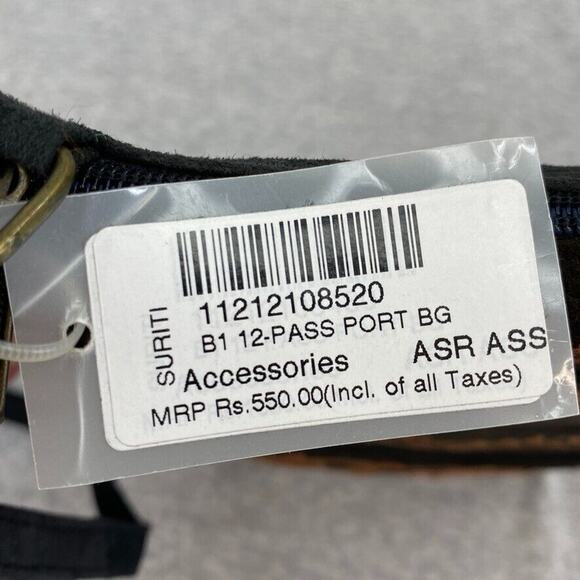 SURITI
11212108520
B1 12-PASS PORT BG
Accessories ASR ASS
MRP Rs.550.00(Incl. of all Taxes)